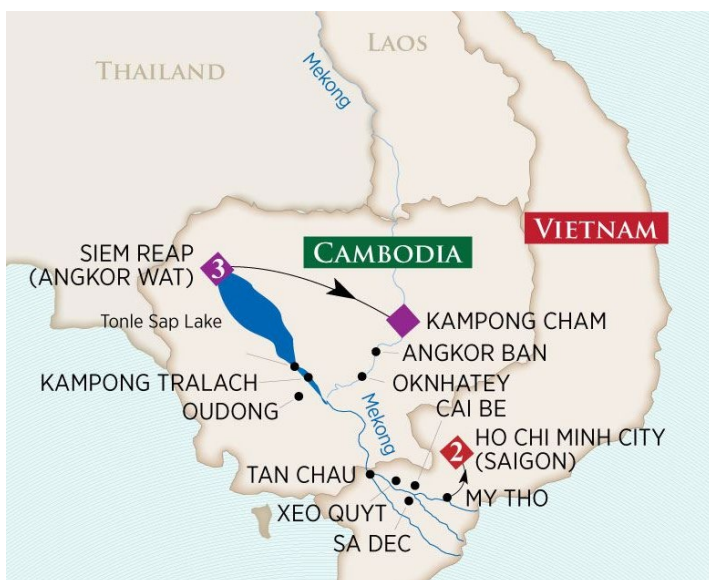 LAOS
THAILAND
Mekong
VIETNAM
CAMBODIA
SIEM REAP
(ANGKOR WAT)
3
Tonle Sap Lake
KAMPONG CHAM
ANGKOR BAN
KAMPONG TRALACH
OKNHATEY
OUDONG
CAI BE
Mekong
HO CHI MINH CITY
(SAIGON)
2
TAN CHAU
MY THO
XEO QUYT
SA DEC